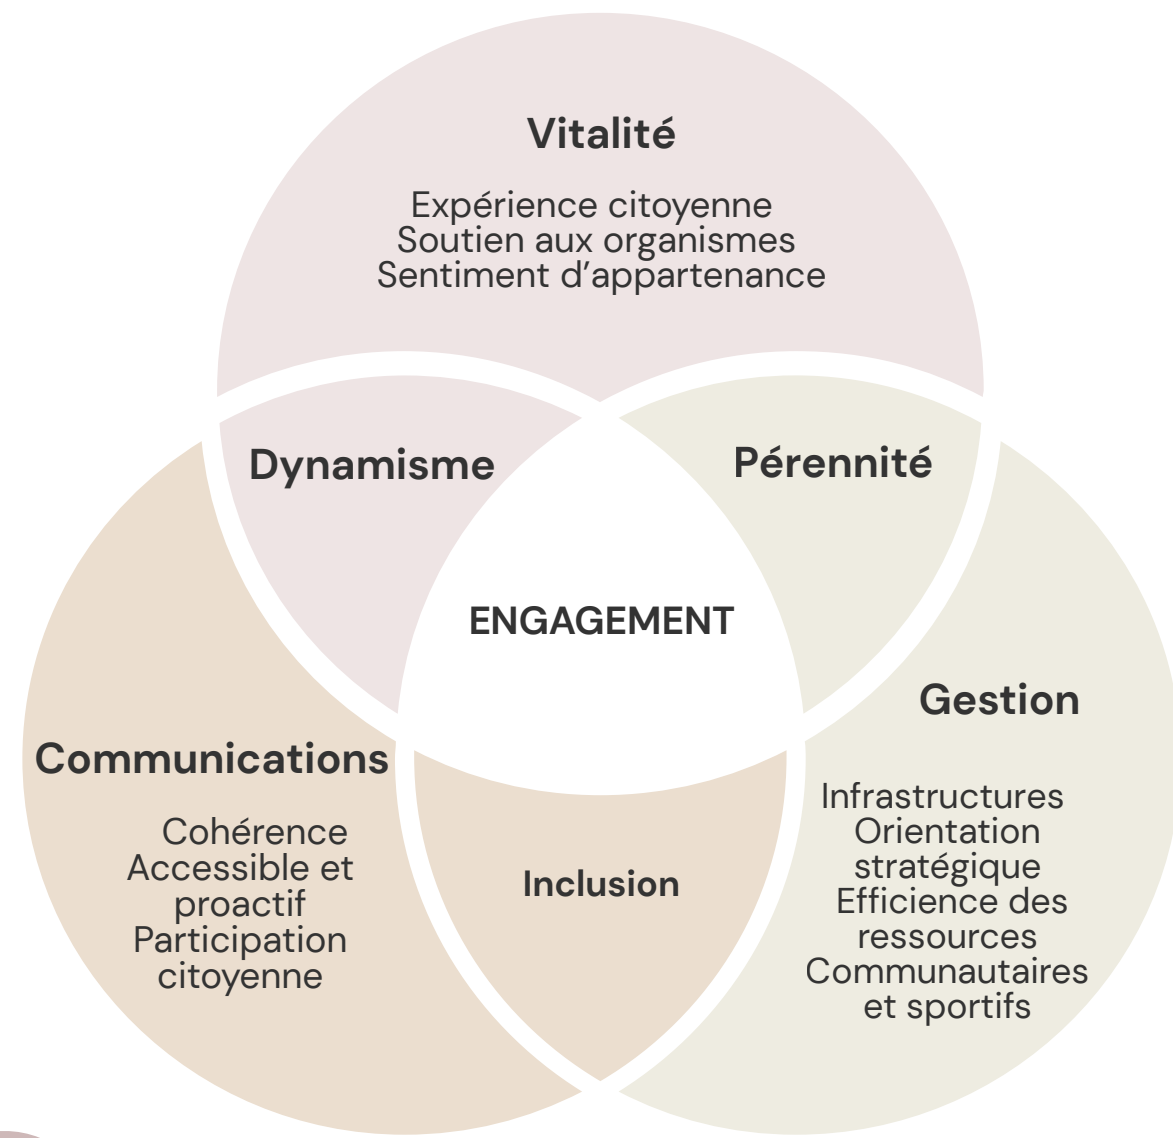 Vitalité
Expérience citoyenne
Soutien aux organismes
Sentiment d’appartenance
Dynamisme
Pérennité
ENGAGEMENT
Communications
Cohérence
Accessible et
proactif
Participation
citoyenne
Inclusion
Gestion
Infrastructures
Orientation
stratégique
Efficience des
ressources
Communautaires
et sportifs